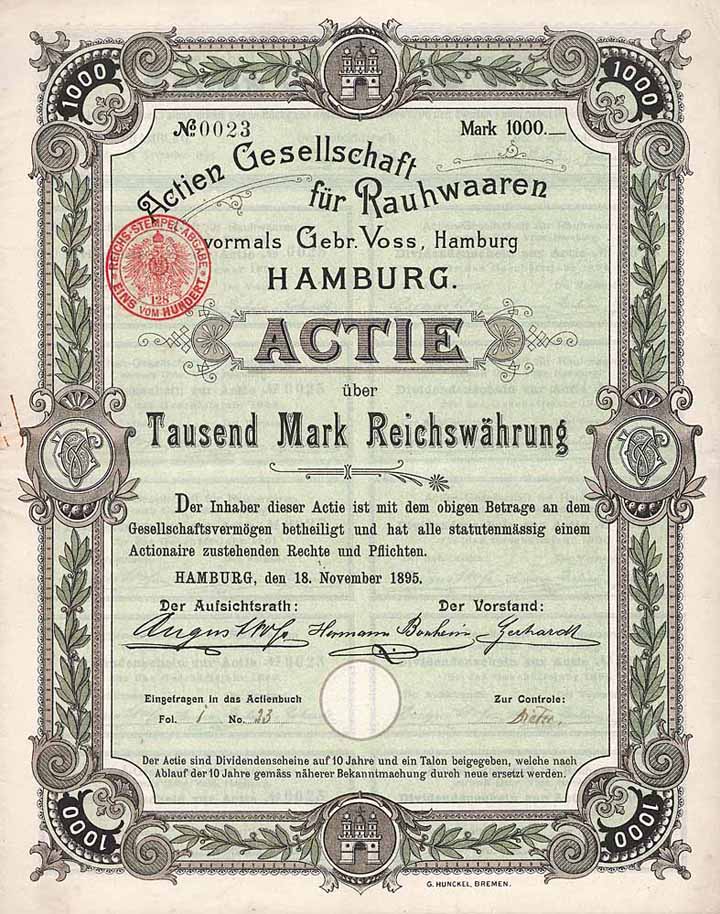 1000
1000
№ 0023
Mark 1000.—
Actien Gesellschaft
für Rauhwaaren
vormals Gebr. Voss, Hamburg
HAMBURG.
REICHS-STEMPEL-ABGABE
128
EINS VOM HUNDERT
ACTIE
über
Tausend Mark Reichswährung
Der Inhaber dieser Actie ist mit dem obigen Betrage an dem
Gesellschaftsvermögen betheiligt und hat alle statutenmässig einem
Actionaire zustehenden Rechte und Pflichten.
HAMBURG, den 18. November 1895.
Der Aufsichtsrath:
Der Vorstand:
August Hermann Bonheim Gerhardt
Eingetragen in das Actienbuch
Zur Controle:
Fol. 1 No. 23
Der Actie sind Dividendenscheine auf 10 Jahre und ein Talon beigegeben, welche nach
Ablauf der 10 Jahre gemäss näherer Bekanntmachung durch neue ersetzt werden.
1000
1000
G. HUNCKEL, BREMEN.